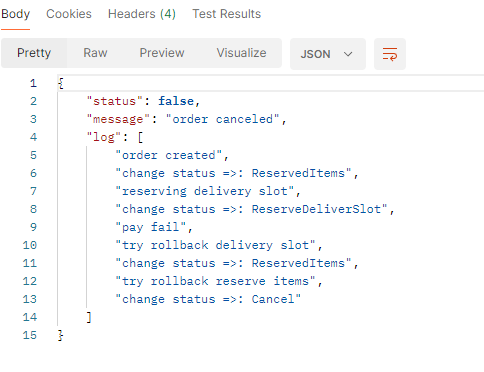 Body Cookies Headers (4) Test Results
Pretty Raw Preview Visualize JSON
1 {
2 "status": false,
3 "message": "order canceled",
4 "log": [
5 "order created",
6 "change status =>: ReservedItems",
7 "reserving delivery slot",
8 "change status =>: ReserveDeliverSlot",
9 "pay fail",
10 "try rollback delivery slot",
11 "change status =>: ReservedItems",
12 "try rollback reserve items",
13 "change status =>: Cancel"
14 ]
15 }